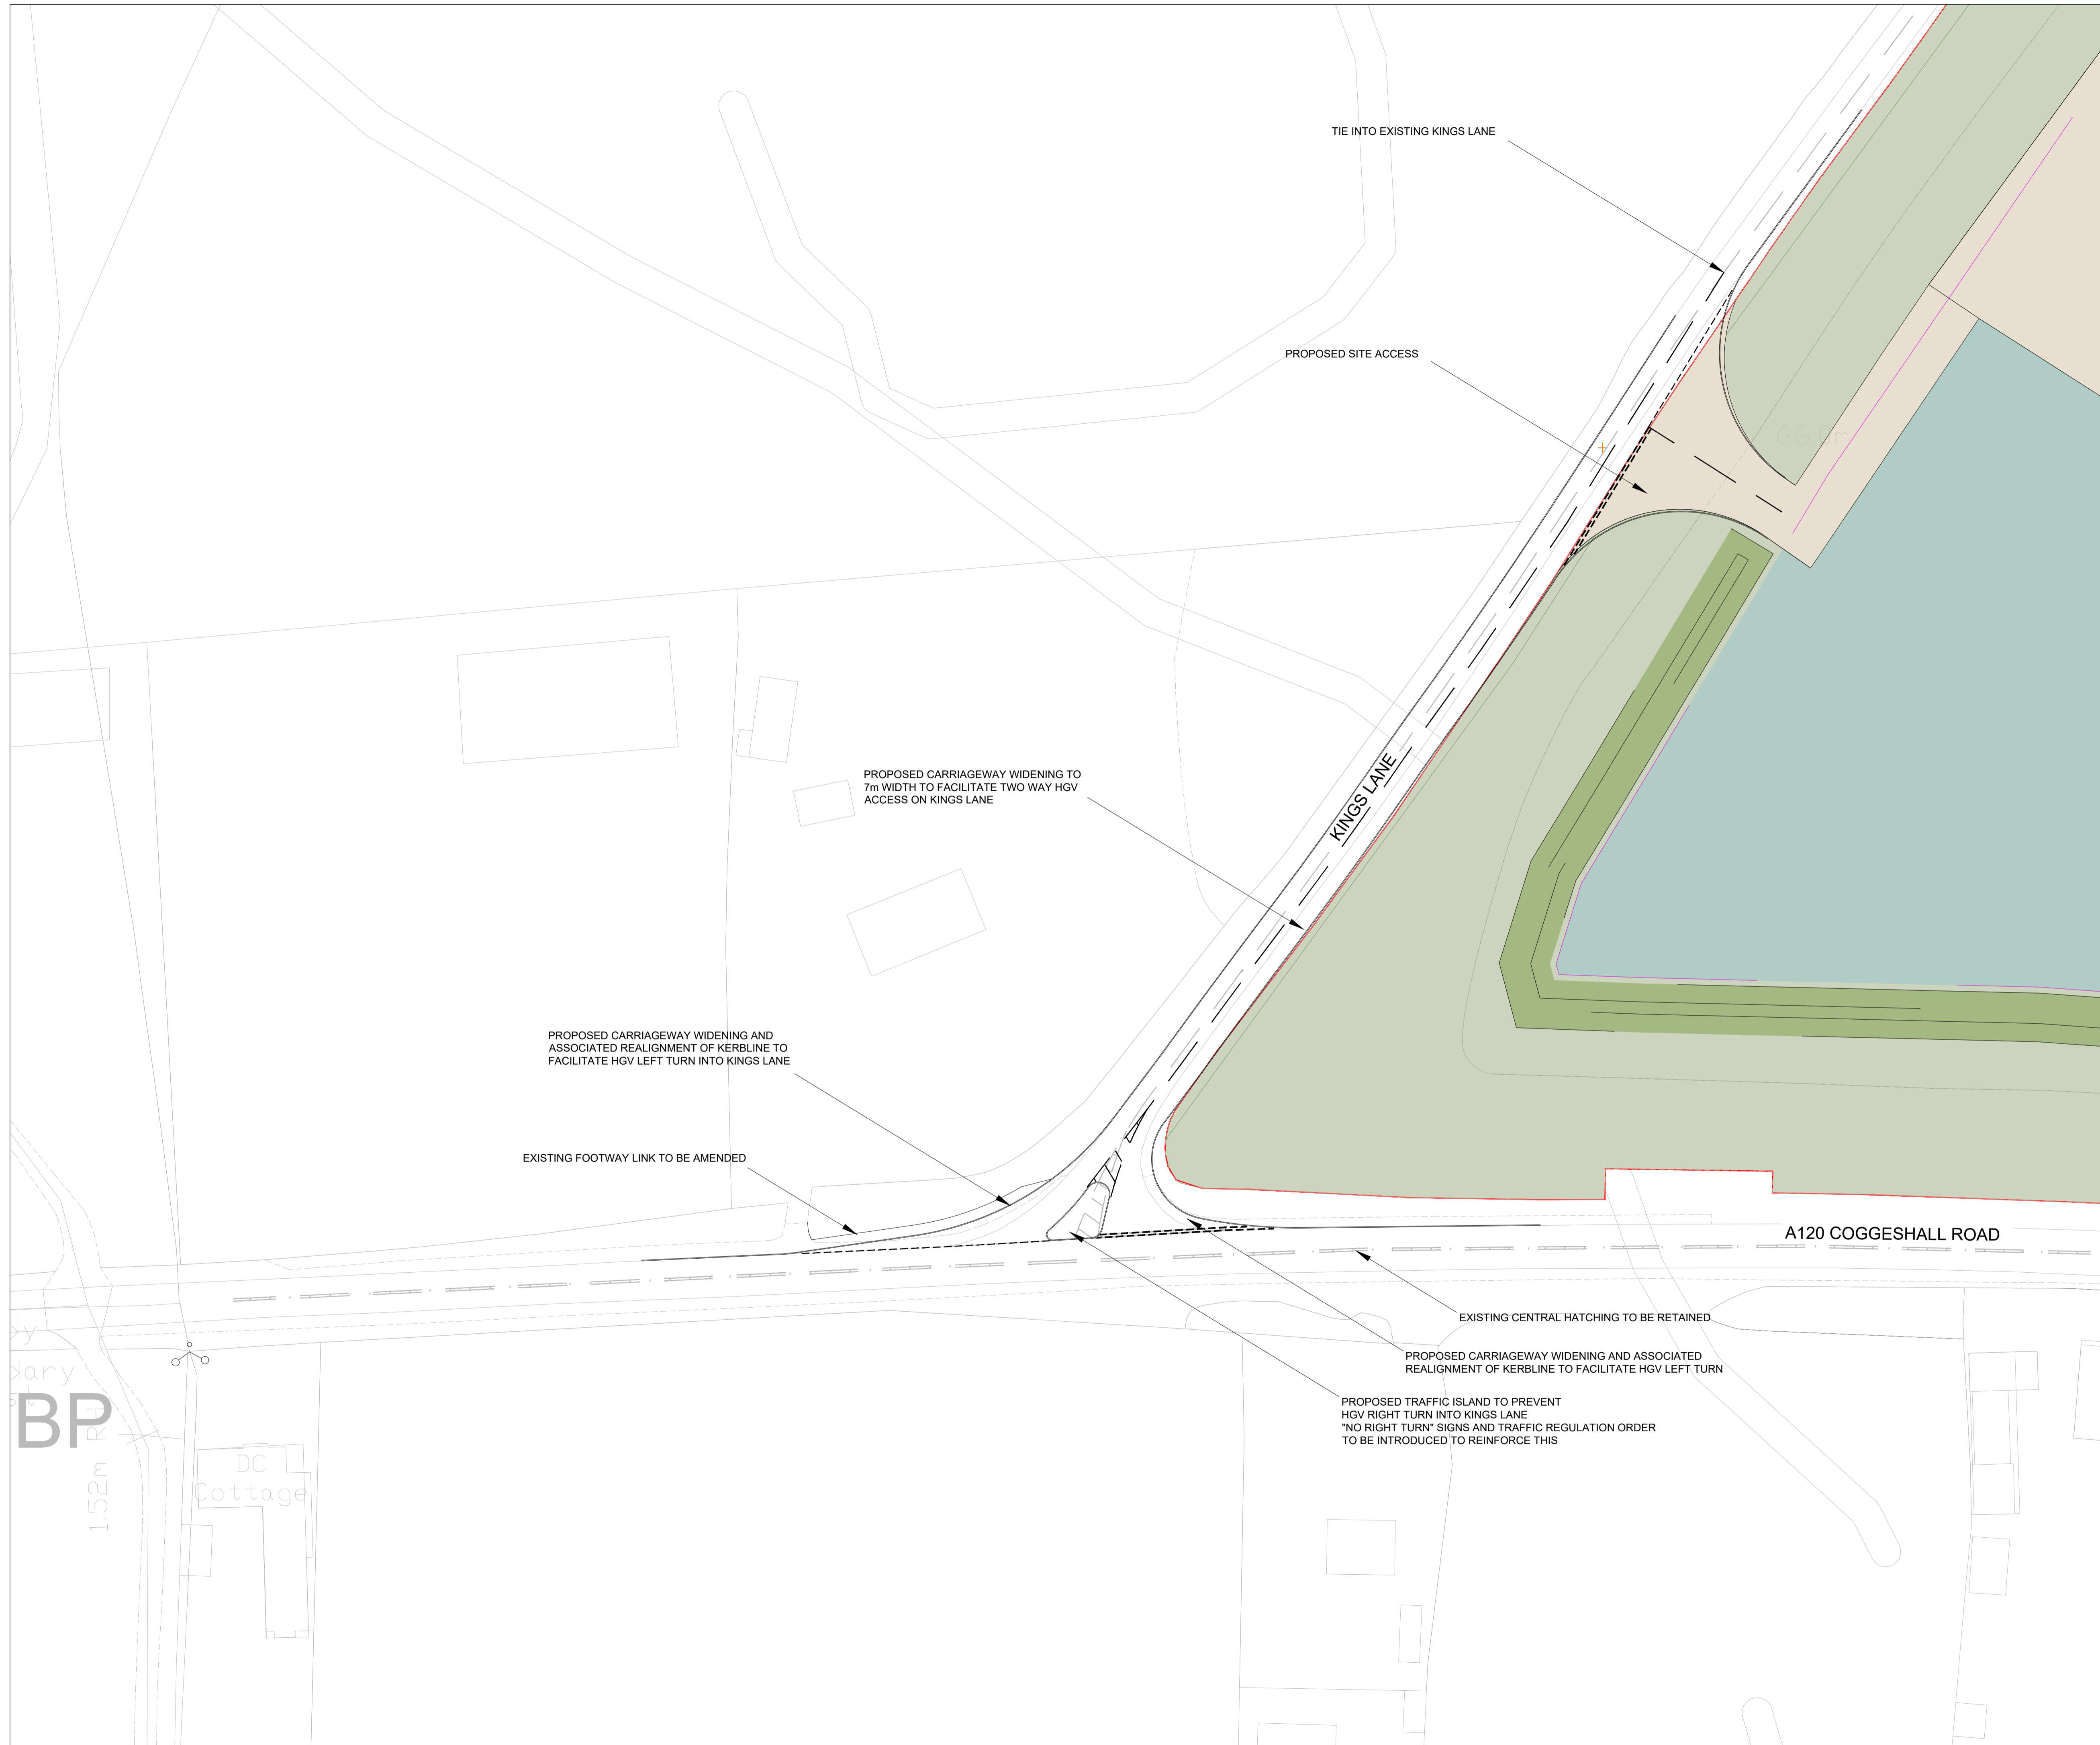 TIE INTO EXISTING KINGS LANE
PROPOSED SITE ACCESS
66.0m
PROPOSED CARRIAGEWAY WIDENING TO
7m WIDTH TO FACILITATE TWO WAY HGV
ACCESS ON KINGS LANE
KINGS LANE
PROPOSED CARRIAGEWAY WIDENING AND
ASSOCIATED REALIGNMENT OF KERBLINE TO
FACILITATE HGV LEFT TURN INTO KINGS LANE
EXISTING FOOTWAY LINK TO BE AMENDED
A120 COGGESHALL ROAD
EXISTING CENTRAL HATCHING TO BE RETAINED
PROPOSED CARRIAGEWAY WIDENING AND ASSOCIATED
REALIGNMENT OF KERBLINE TO FACILITATE HGV LEFT TURN
PROPOSED TRAFFIC ISLAND TO PREVENT
HGV RIGHT TURN INTO KINGS LANE
"NO RIGHT TURN" SIGNS AND TRAFFIC REGULATION ORDER
TO BE INTRODUCED TO REINFORCE THIS
dy
dary
BP
1.52m RH
DC
Cottage